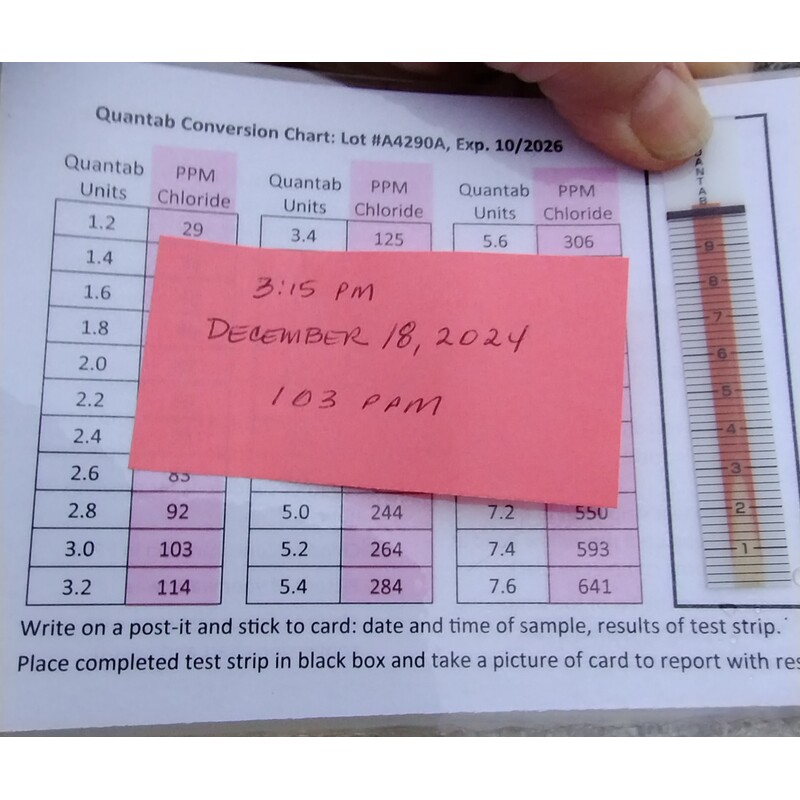 Quantab Conversion Chart: Lot #A4290A, Exp. 10/2026
Quantab Units PPM Chloride Quantab Units PPM Chloride Quantab Units PPM Chloride
1.2 29 3.4 125 5.6 306
1.4
1.6
1.8
2.0
2.2
2.4
2.6 83
2.8 92 5.0 244 7.2 550
3.0 103 5.2 264 7.4 593
3.2 114 5.4 284 7.6 641
3:15 PM
DECEMBER 18, 2024
103 PPM
QUANTAB
9
8
7
6
5
4
3
2
1
Write on a post-it and stick to card: date and time of sample, results of test strip.
Place completed test strip in black box and take a picture of card to report with